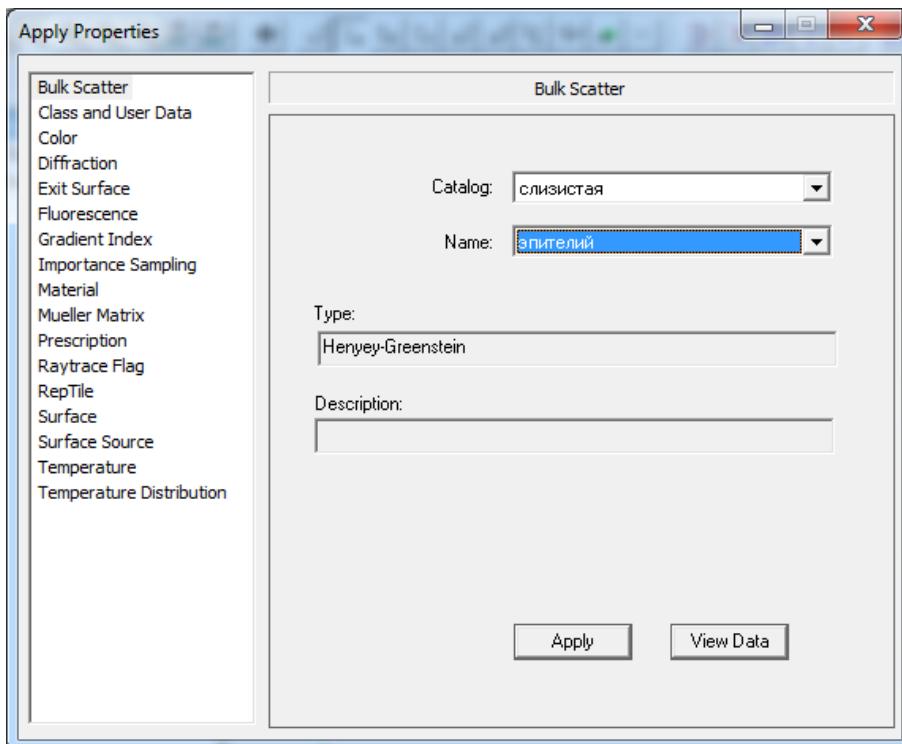 Apply Properties
Bulk Scatter
Class and User Data
Color
Diffraction
Exit Surface
Fluorescence
Gradient Index
Importance Sampling
Material
Mueller Matrix
Prescription
Raytrace Flag
RepTile
Surface
Surface Source
Temperature
Temperature Distribution
Bulk Scatter
Catalog: слизистая
Name: эпителий
Type:
Henyey-Greenstein
Description:
Apply View Data